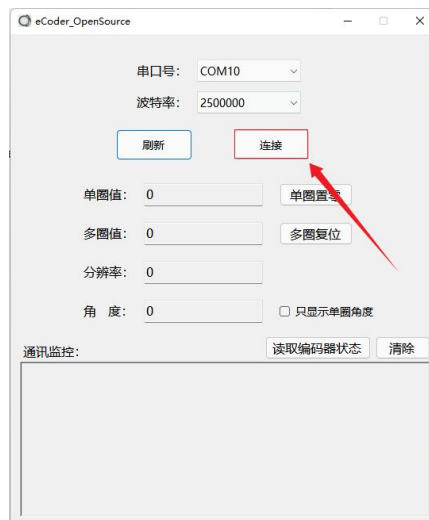 eCoder_OpenSource
串口号： COM10
波特率： 2500000
刷新 连接
单圈值： 0 单圈置零
多圈值： 0 多圈复位
分辨率： 0
角 度： 0 只显示单圈角度
通讯监控： 读取编码器状态 清除